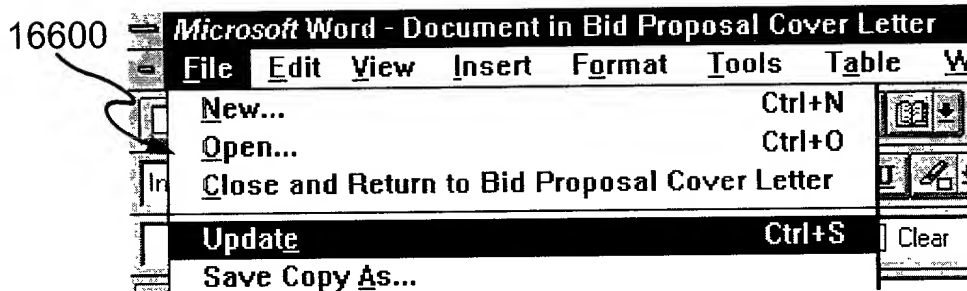 16600
Microsoft Word - Document in Bid Proposal Cover Letter
File Edit View Insert Format Tools Table W
New... Ctrl+N
Open... Ctrl+O
In
Close and Return to Bid Proposal Cover Letter
U
Update Ctrl+S
Clear
Save Copy As...